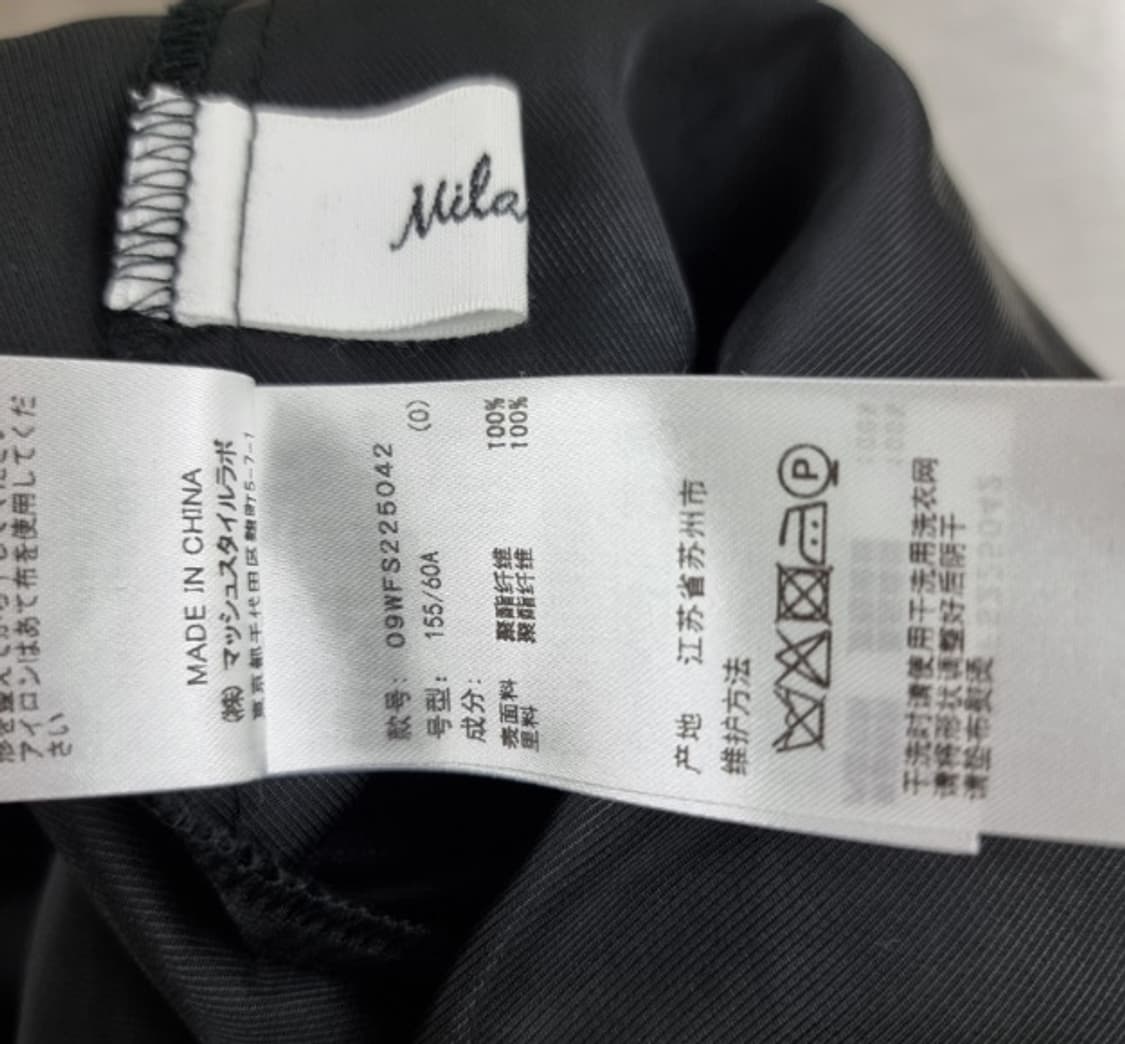 Mila
アイロンはあて布を使用してくだ
さい
MADE IN CHINA
(株) マッシュスタイルラボ
東京都千代田区麹町5-7-1
款号: 09WFS225042
号型: 155/60A (0)
成分:
表面料 聚酯纤维 100%
里料 聚酯纤维 100%
产地 江苏省苏州市
维护方法
P
干洗时请使用干洗用洗衣网
请将形状调整好后阴干
请垫布熨烫